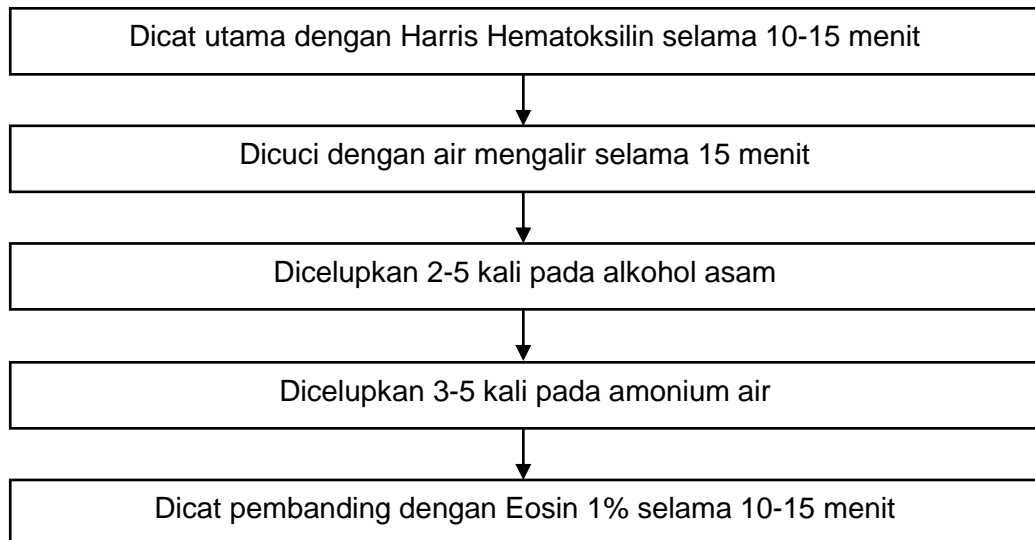 Dicat utama dengan Harris Hematoksilin selama 10-15 menit
Dicuci dengan air mengalir selama 15 menit
Dicelupkan 2-5 kali pada alkohol asam
Dicelupkan 3-5 kali pada amonium air
Dicat pembanding dengan Eosin 1% selama 10-15 menit